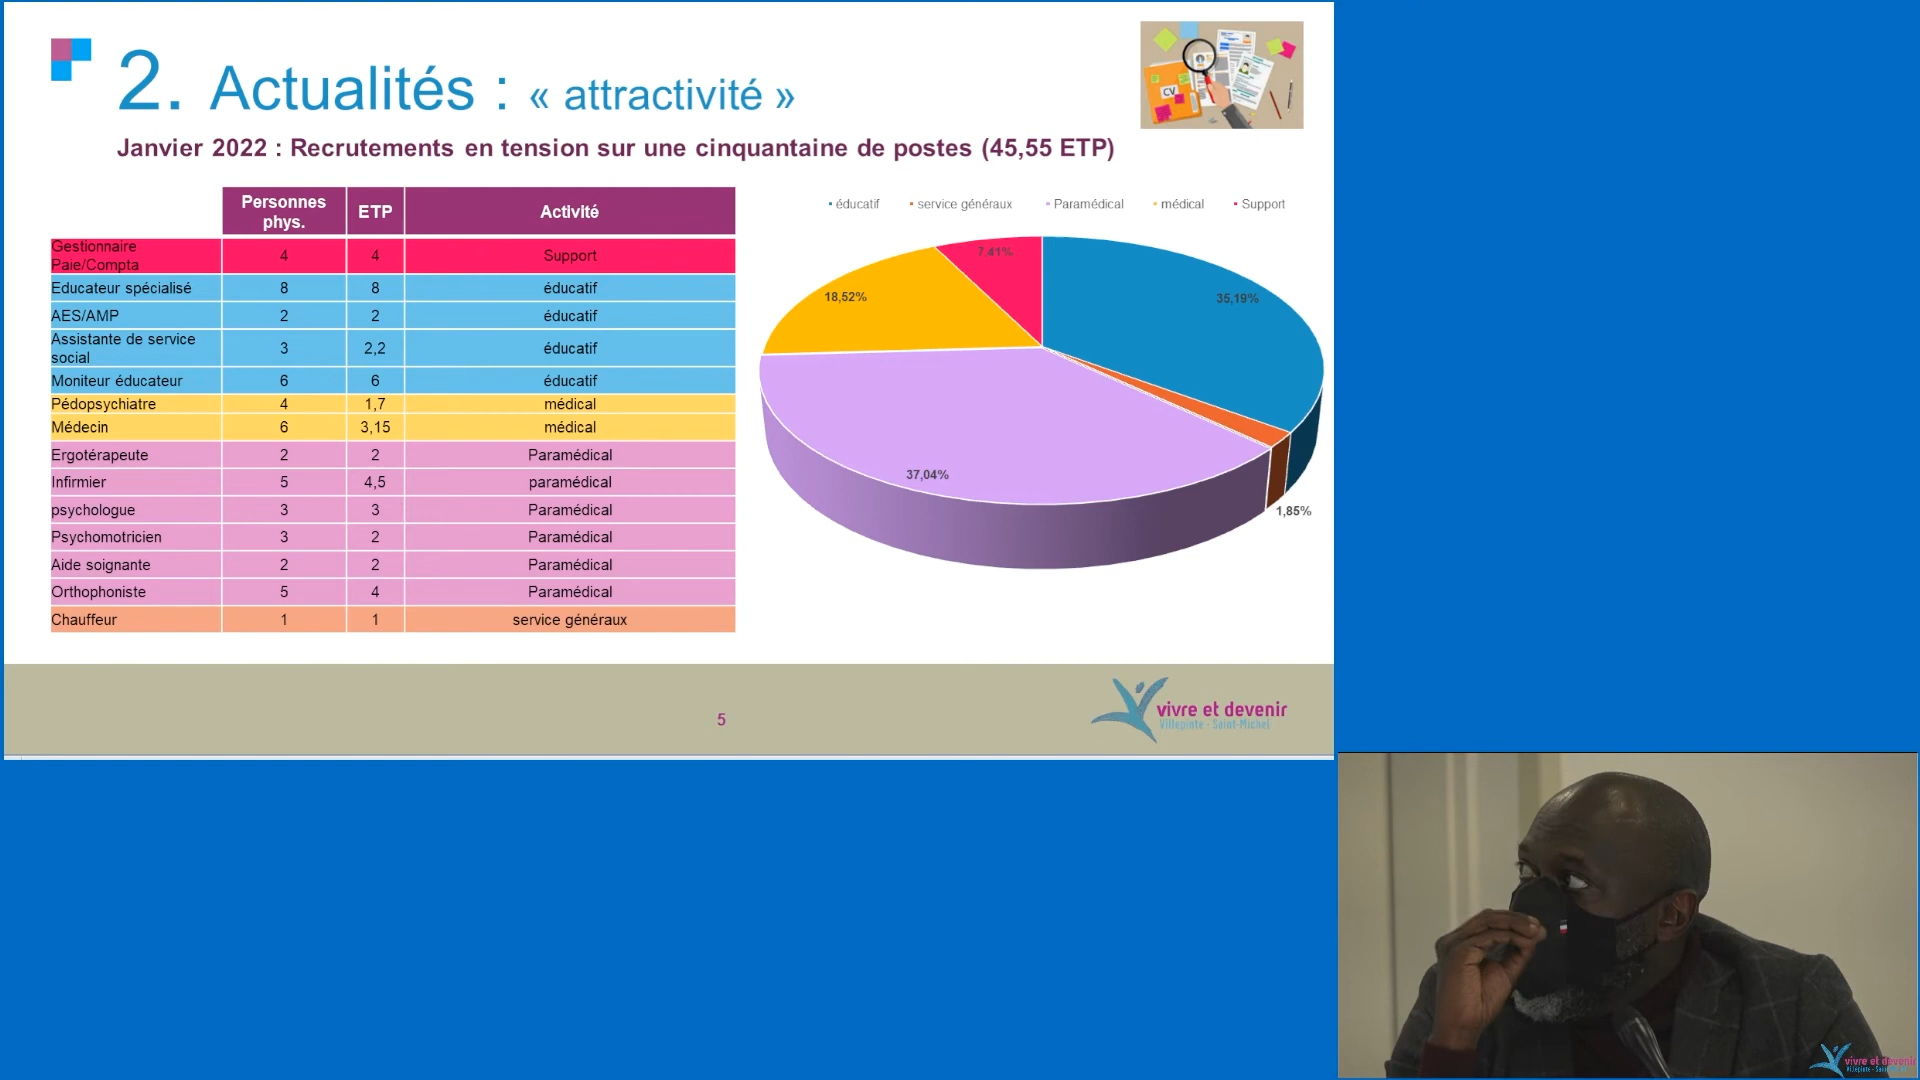 2. Actualités : « attractivité »
CV
Janvier 2022 : Recrutements en tension sur une cinquantaine de postes (45,55 ETP)
Personnes phys. ETP Activité
Gestionnaire Paie/Compta 4 4 Support
Educateur spécialisé 8 8 éducatif
AES/AMP 2 2 éducatif
Assistante de service social 3 2,2 éducatif
Moniteur éducateur 6 6 éducatif
Pédopsychiatre 4 1,7 médical
Médecin 6 3,15 médical
Ergotérapeute 2 2 Paramédical
Infirmier 5 4,5 paramédical
psychologue 3 3 Paramédical
Psychomotricien 3 2 Paramédical
Aide soignante 2 2 Paramédical
Orthophoniste 5 4 Paramédical
Chauffeur 1 1 service généraux
éducatif service généraux Paramédical médical Support
7,41%
18,52%
35,19%
37,04%
1,85%
5
vivre et devenir
Villepinte - Saint-Michel
vivre et devenir